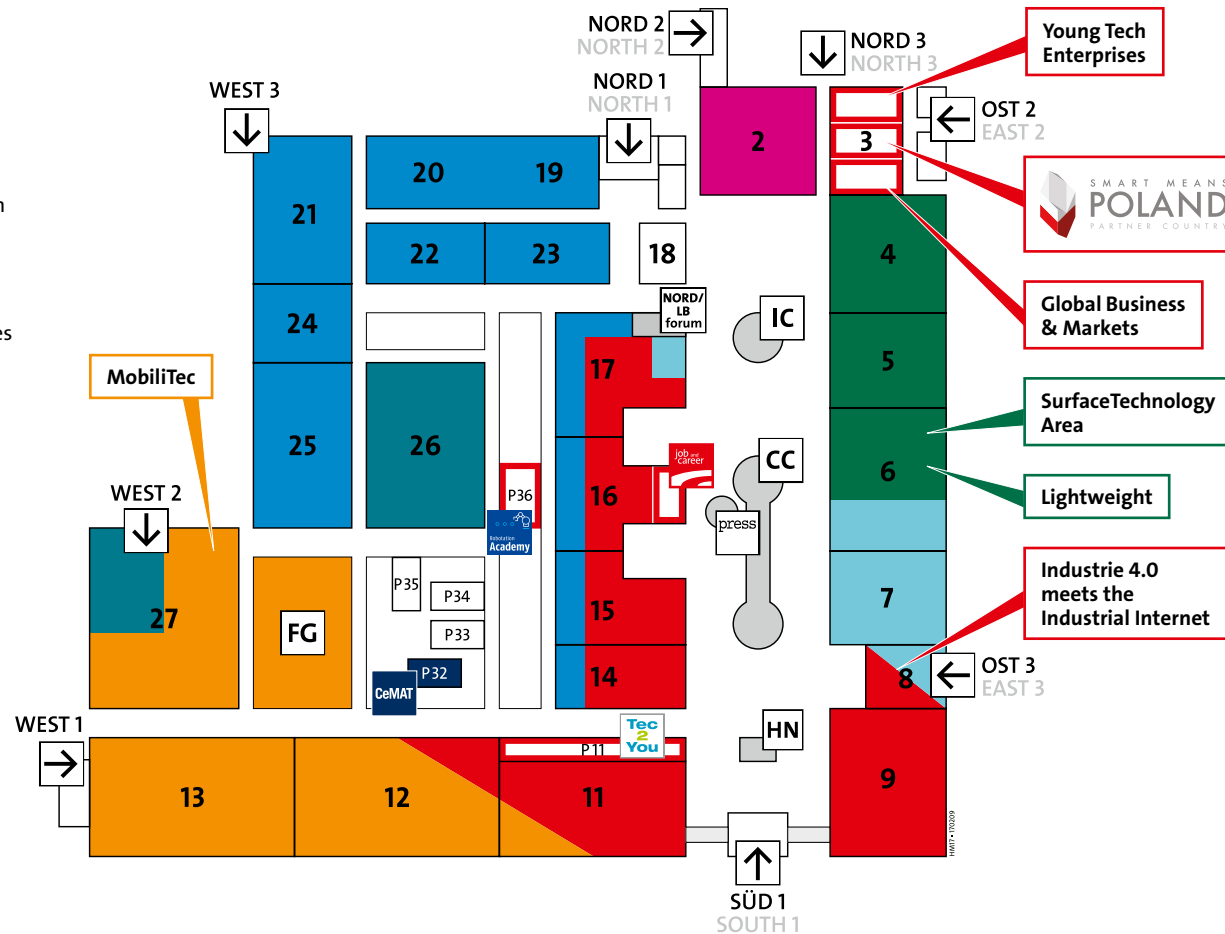 NORD 2
NORTH 2
NORD 3
NORTH 3
Young Tech
Enterprises
WEST 3
NORD 1
NORTH 1
OST 2
EAST 2
2
3
SMART MEANS
POLAND
PARTNER COUNTRY
20
19
21
n
22
23
18
4
24
NORD/
LB
forum
IC
Global Business
& Markets
es
MobiliTec
17
5
SurfaceTechnology
Area
25
26
job and
career
CC
6
WEST 2
P36
16
Lightweight
press
Robotation
Academy
Industrie 4.0
meets the
Industrial Internet
P35
P34
7
27
FG
P33
15
P32
14
8
OST 3
EAST 3
CeMAT
WEST 1
Tec
2
You
P11
HN
13
12
11
9
HM17 • 170209
SÜD 1
SOUTH 1